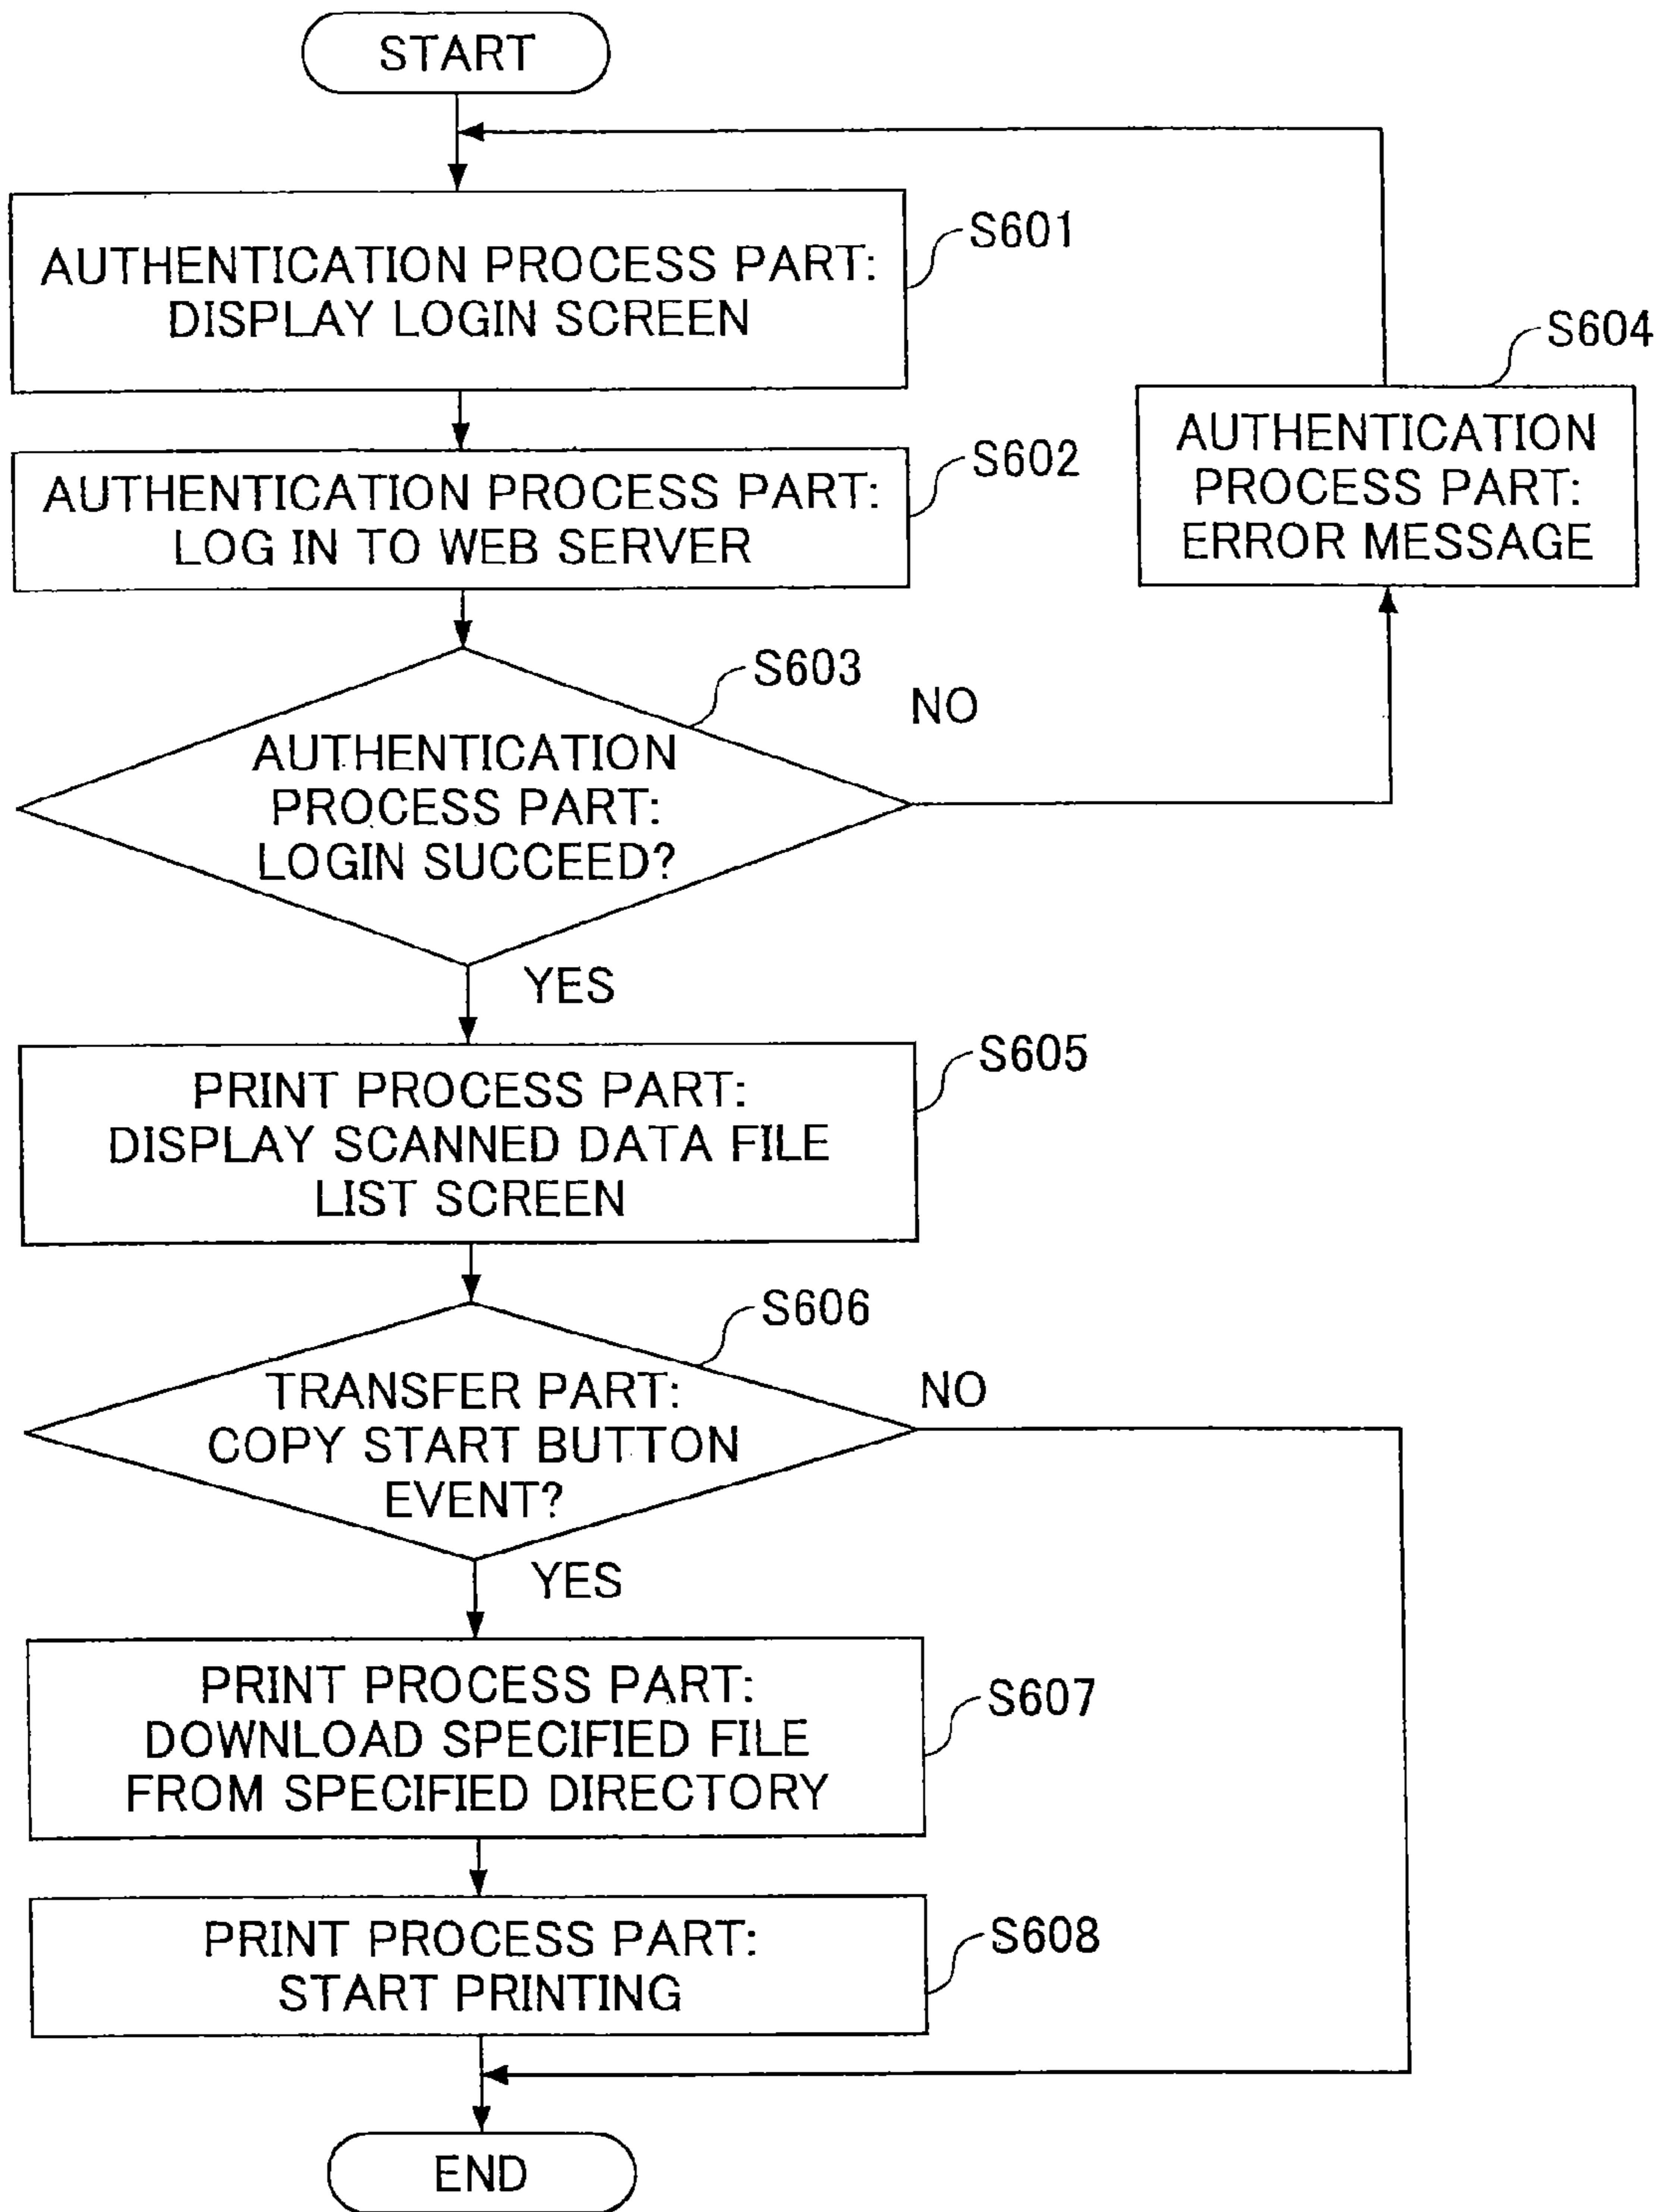 START
AUTHENTICATION PROCESS PART:
DISPLAY LOGIN SCREEN
S601
AUTHENTICATION PROCESS PART:
LOG IN TO WEB SERVER
S602
AUTHENTICATION
PROCESS PART:
LOGIN SUCCEED?
S603
NO
S604
AUTHENTICATION
PROCESS PART:
ERROR MESSAGE
YES
PRINT PROCESS PART:
DISPLAY SCANNED DATA FILE
LIST SCREEN
S605
TRANSFER PART:
COPY START BUTTON
EVENT?
S606
NO
YES
PRINT PROCESS PART:
DOWNLOAD SPECIFIED FILE
FROM SPECIFIED DIRECTORY
S607
PRINT PROCESS PART:
START PRINTING
S608
END